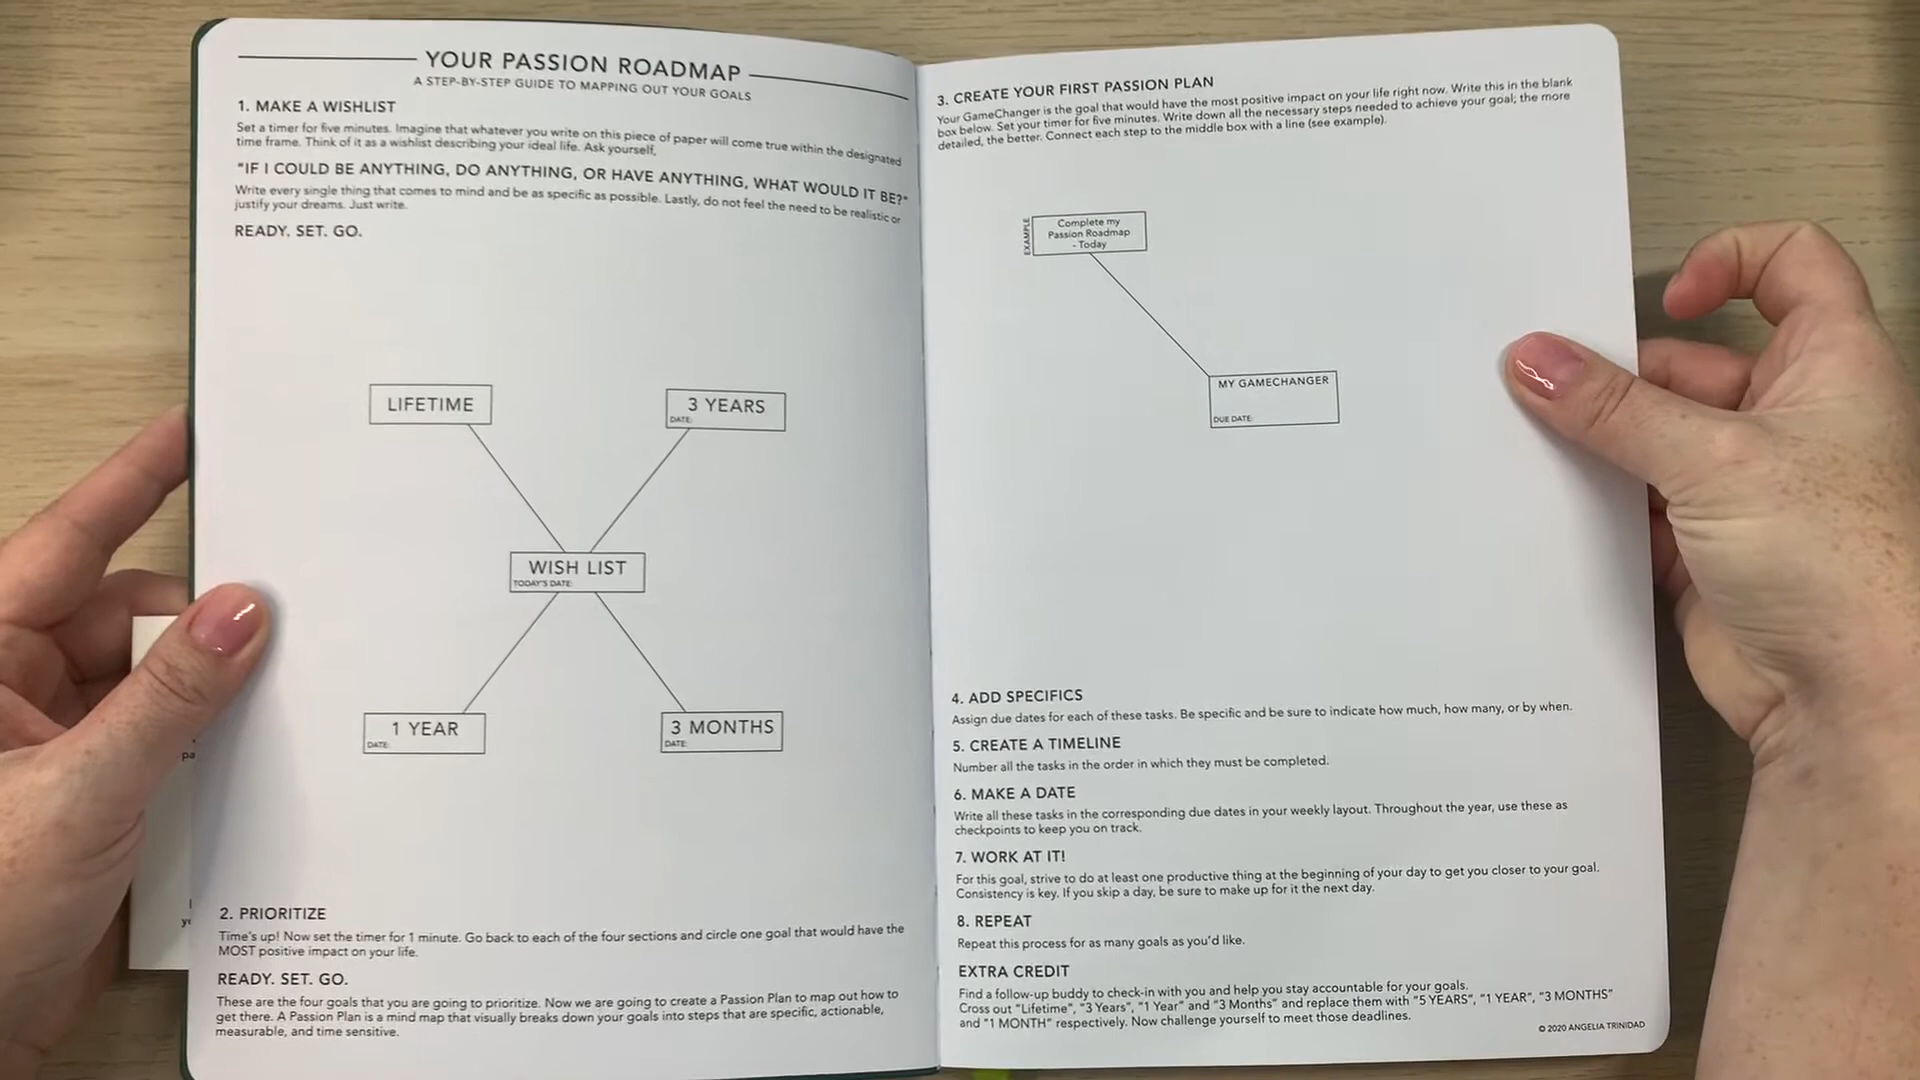 YOUR PASSION ROADMAP
A STEP-BY-STEP GUIDE TO MAPPING OUT YOUR GOALS
1. MAKE A WISHLIST
Set a timer for five minutes. Imagine that whatever you write on this piece of paper will come true within the designated
time frame. Think of it as a wishlist describing your ideal life. Ask yourself,
"IF I COULD BE ANYTHING, DO ANYTHING, OR HAVE ANYTHING, WHAT WOULD IT BE?"
Write every single thing that comes to mind and be as specific as possible. Lastly, do not feel the need to be realistic or
justify your dreams. Just write.
READY. SET. GO.
LIFETIME
3 YEARS
DATE:
WISH LIST
TODAY'S DATE:
1 YEAR
DATE:
3 MONTHS
DATE:
2. PRIORITIZE
Time's up! Now set the timer for 1 minute. Go back to each of the four sections and circle one goal that would have the
MOST positive impact on your life.
READY. SET. GO.
These are the four goals that you are going to prioritize. Now we are going to create a Passion Plan to map out how to
get there. A Passion Plan is a mind map that visually breaks down your goals into steps that are specific, actionable,
measurable, and time sensitive.
3. CREATE YOUR FIRST PASSION PLAN
Your GameChanger is the goal that would have the most positive impact on your life right now. Write this in the blank
box below. Set your timer for five minutes. Write down all the necessary steps needed to achieve your goal; the more
detailed, the better. Connect each step to the middle box with a line (see example).
EXAMPLE
Complete my
Passion Roadmap
- Today
MY GAMECHANGER
DUE DATE:
4. ADD SPECIFICS
Assign due dates for each of these tasks. Be specific and be sure to indicate how much, how many, or by when.
5. CREATE A TIMELINE
Number all the tasks in the order in which they must be completed.
6. MAKE A DATE
Write all these tasks in the corresponding due dates in your weekly layout. Throughout the year, use these as
checkpoints to keep you on track.
7. WORK AT IT!
For this goal, strive to do at least one productive thing at the beginning of your day to get you closer to your goal.
Consistency is key. If you skip a day, be sure to make up for it the next day.
8. REPEAT
Repeat this process for as many goals as you'd like.
EXTRA CREDIT
Find a follow-up buddy to check-in with you and help you stay accountable for your goals.
Cross out "Lifetime", "3 Years", "1 Year" and "3 Months" and replace them with "5 YEARS", "1 YEAR", "3 MONTHS"
and "1 MONTH" respectively. Now challenge yourself to meet those deadlines.
© 2020 ANGELIA TRINIDAD